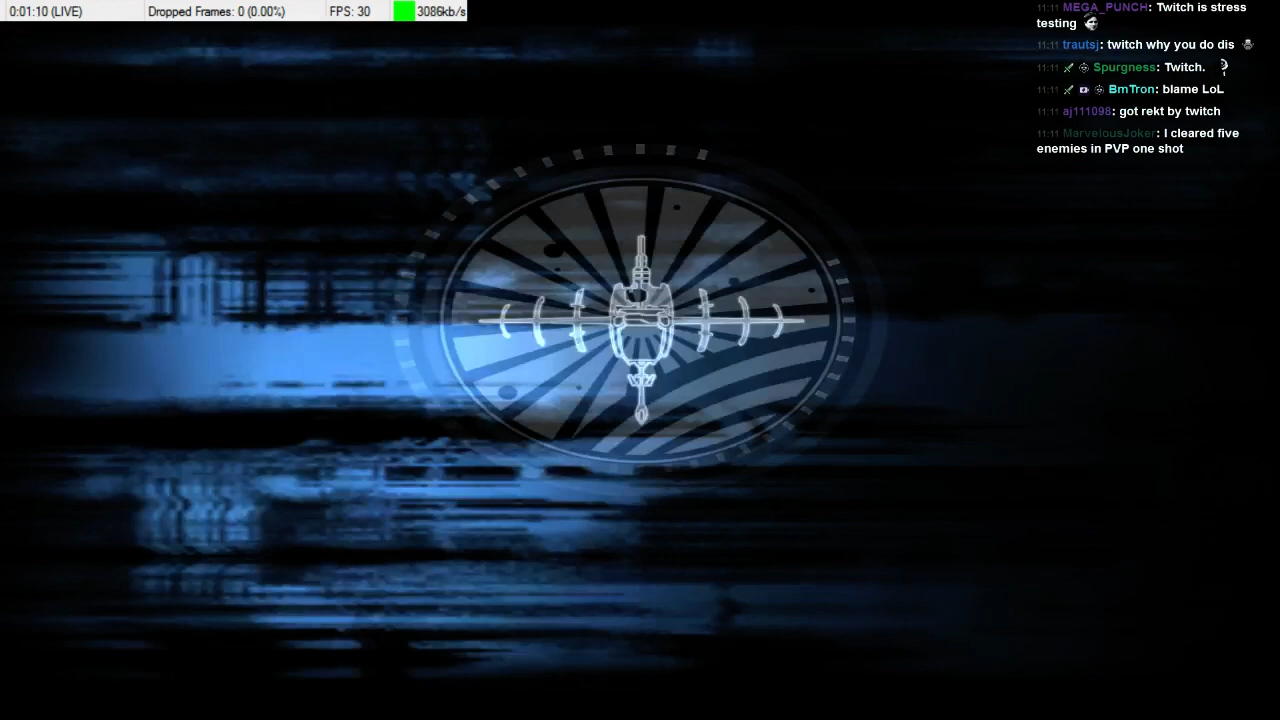 0:01:10 (LIVE) Dropped Frames: 0 (0.00%) FPS: 30 3086kb/s
11:11 MEGA_PUNCH: Twitch is stress
testing
11:11 trautsj: twitch why you do dis
11:11 Spurgness: Twitch.
11:11 BmTron: blame LoL
11:11 aj111098: got rekt by twitch
11:11 MarvelousJoker: I cleared five
enemies in PVP one shot